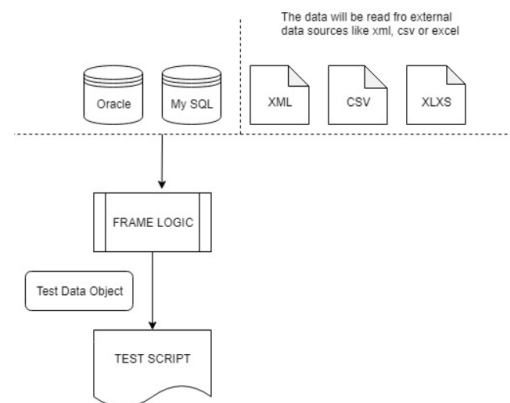 The data will be read fro external
data sources like xml, csv or excel
Oracle
My SQL
XML
CSV
XLXS
FRAME LOGIC
Test Data Object
TEST SCRIPT